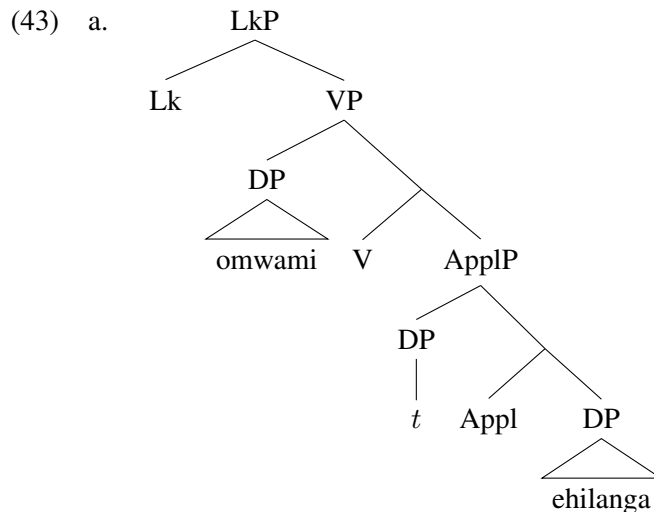 (43) a. LkP
Lk VP
DP
omwami V ApplP
DP
t Appl DP
ehilanga